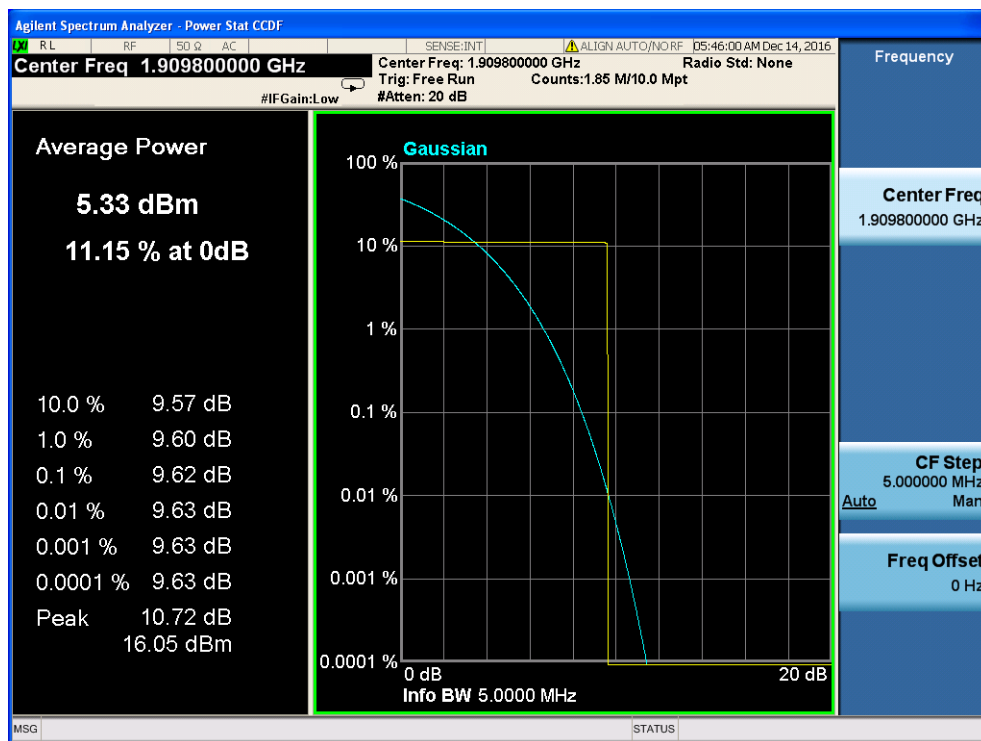 Agilent Spectrum Analyzer - Power Stat CCDF
LXI RL RF 50 Ω AC SENSE:INT ALIGN AUTO/NO RF 05:46:00 AM Dec 14, 2016
Center Freq 1.909800000 GHz
Center Freq: 1.909800000 GHz Radio Std: None
Trig: Free Run Counts:1.85 M/10.0 Mpt
#IFGain:Low #Atten: 20 dB
Average Power
5.33 dBm
11.15 % at 0dB
10.0 % 9.57 dB
1.0 % 9.60 dB
0.1 % 9.62 dB
0.01 % 9.63 dB
0.001 % 9.63 dB
0.0001 % 9.63 dB
Peak 10.72 dB
16.05 dBm
Gaussian
100 %
10 %
1 %
0.1 %
0.01 %
0.001 %
0.0001 %
0 dB 20 dB
Info BW 5.0000 MHz
Frequency
Center Freq
1.909800000 GHz
CF Step
5.000000 MHz
Auto Man
Freq Offset
0 Hz
MSG STATUS